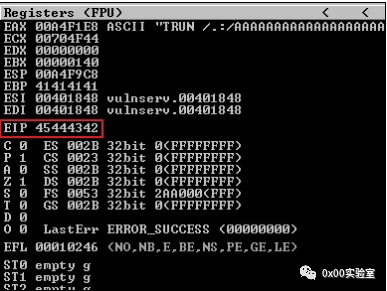 Registers (FPU) < <
EAX 00A4F1E8 ASCII "TRUN /.:/AAAAAAAAAAAAAAAAAAAAA
ECX 00704F44
EDX 00000000
EBX 00000140
ESP 00A4F9C8
EBP 41414141
ESI 00401848 vulnserv.00401848
EDI 00401848 vulnserv.00401848
EIP 45444342
C 0 ES 002B 32bit 0(FFFFFFFF)
P 1 CS 0023 32bit 0(FFFFFFFF)
A 0 SS 002B 32bit 0(FFFFFFFF)
Z 1 DS 002B 32bit 0(FFFFFFFF)
S 0 FS 0053 32bit 2AA000(FFF)
T 0 GS 002B 32bit 0(FFFFFFFF)
D 0
O 0 LastErr ERROR_SUCCESS (00000000)
EFL 00010246 (NO,NB,E,BE,NS,PE,GE,LE)
ST0 empty g
ST1 empty g
ST2 empty g
0x00实验室